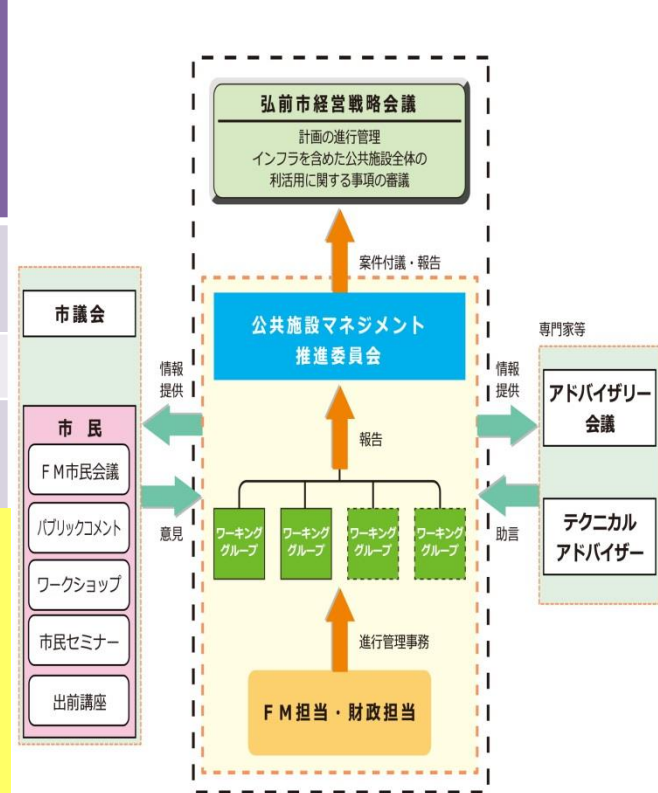 弘前市経営戦略会議
計画の進行管理
インフラを含めた公共施設全体の
利活用に関する事項の審議
案件付議・報告
公共施設マネジメント
推進委員会
報告
ワーキング
グループ
ワーキング
グループ
ワーキング
グループ
ワーキング
グループ
進行管理事務
FM担当・財政担当
市議会
市 民
FM市民会議
パブリックコメント
ワークショップ
市民セミナー
出前講座
情報
提供
意見
専門家等
情報
提供
助言
アドバイザリー
会議
テクニカル
アドバイザー